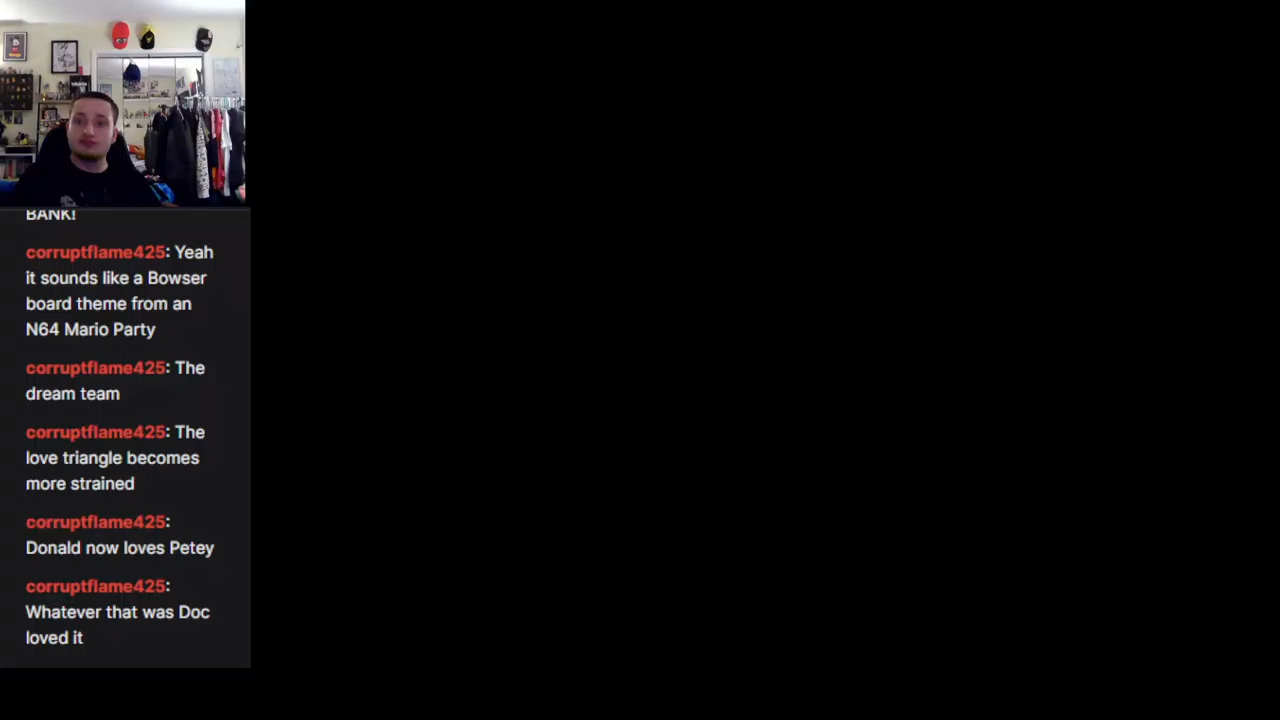 BANK!
corruptflame425: Yeah
it sounds like a Bowser
board theme from an
N64 Mario Party
corruptflame425: The
dream team
corruptflame425: The
love triangle becomes
more strained
corruptflame425:
Donald now loves Petey
corruptflame425:
Whatever that was Doc
loved it